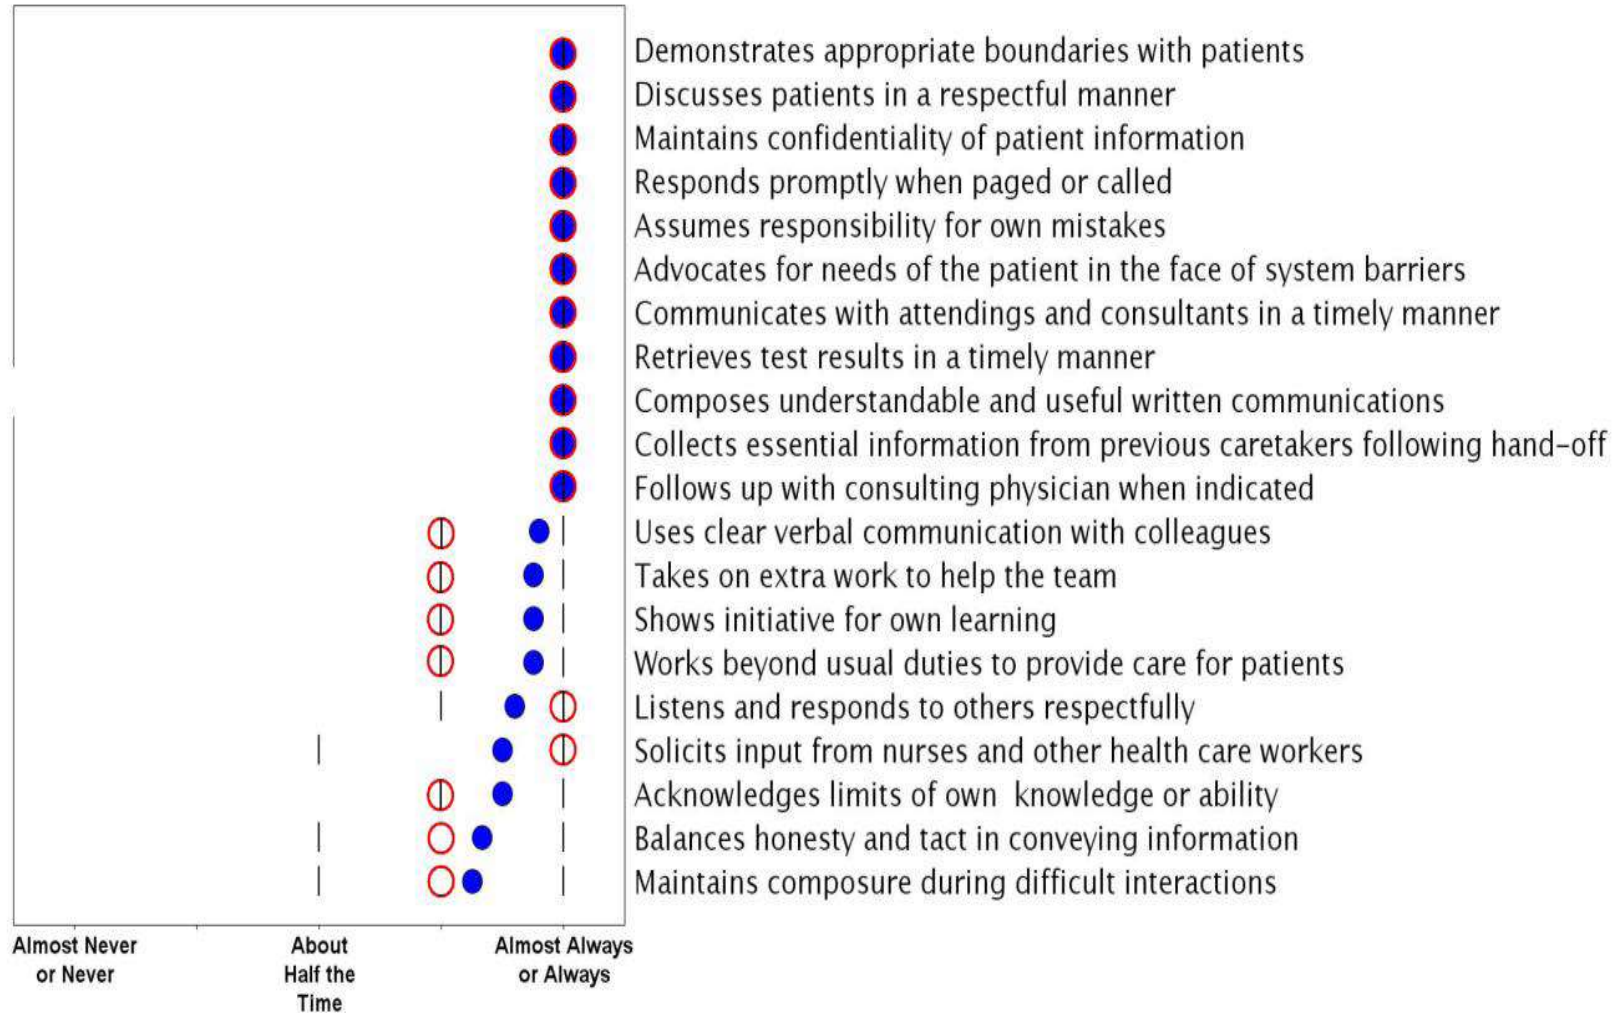 Demonstrates appropriate boundaries with patients
Discusses patients in a respectful manner
Maintains confidentiality of patient information
Responds promptly when paged or called
Assumes responsibility for own mistakes
Advocates for needs of the patient in the face of system barriers
Communicates with attendings and consultants in a timely manner
Retrieves test results in a timely manner
Composes understandable and useful written communications
Collects essential information from previous caretakers following hand-off
Follows up with consulting physician when indicated
Uses clear verbal communication with colleagues
Takes on extra work to help the team
Shows initiative for own learning
Works beyond usual duties to provide care for patients
Listens and responds to others respectfully
Solicits input from nurses and other health care workers
Acknowledges limits of own knowledge or ability
Balances honesty and tact in conveying information
Maintains composure during difficult interactions
Almost Never
or Never
About
Half the
Time
Almost Always
or Always